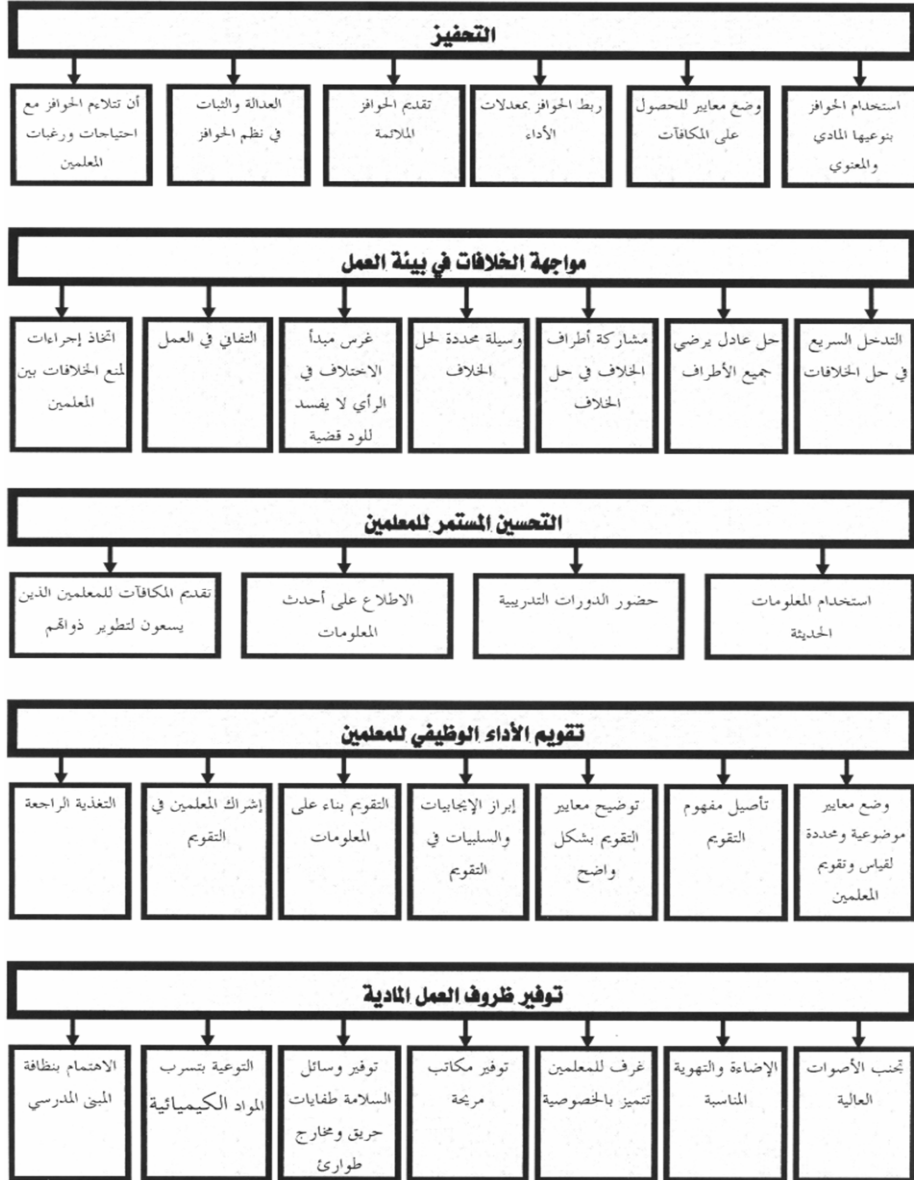 التحفيز
استخدام الحوافز
بنوعيها المادي
والمعنوي
وضع معايير للحصول
على المكافآت
ربط الحوافز بمعدلات
الأداء
تقديم الحوافز
الملائمة
العدالة والثبات
في نظم الحوافز
أن تتلاءم الحوافز مع
احتياجات ورغبات
المعلمين
مواجهة الخلافات في بيئة العمل
التدخل السريع
في حل الخلافات
حل عادل يرضي
جميع الأطراف
مشاركة أطراف
الخلاف في حل
الخلاف
وسيلة محددة لحل
الخلاف
غرس مبدأ
الاختلاف في
الرأي لا يفسد
للود قضية
التفاني في العمل
اتخاذ إجراءات
لمنع الخلافات بين
المعلمين
التحسين المستمر للمعلمين
استخدام المعلومات
الحديثة
حضور الدورات التدريبية
الاطلاع على أحدث
المعلومات
تقديم المكافآت للمعلمين الذين
يسعون لتطوير ذواتهم
تقويم الأداء الوظيفي للمعلمين
وضع معايير
موضوعية ومحددة
لقياس وتقويم
المعلمين
تأصيل مفهوم
التقويم
توضيح معايير
التقويم بشكل
واضح
إبراز الإيجابيات
والسلبيات في
التقويم
التقويم بناء على
المعلومات
إشراك المعلمين في
التقويم
التغذية الراجعة
توفير ظروف العمل المادية
تجنب الأصوات
العالية
الإضاءة والتهوية
المناسبة
غرف للمعلمين
تتميز بالخصوصية
توفير مكاتب
مريحة
توفير وسائل
السلامة طفايات
حريق ومخارج
طوارئ
التوعية بتسرب
المواد الكيميائية
الاهتمام بنظافة
المبنى المدرسي